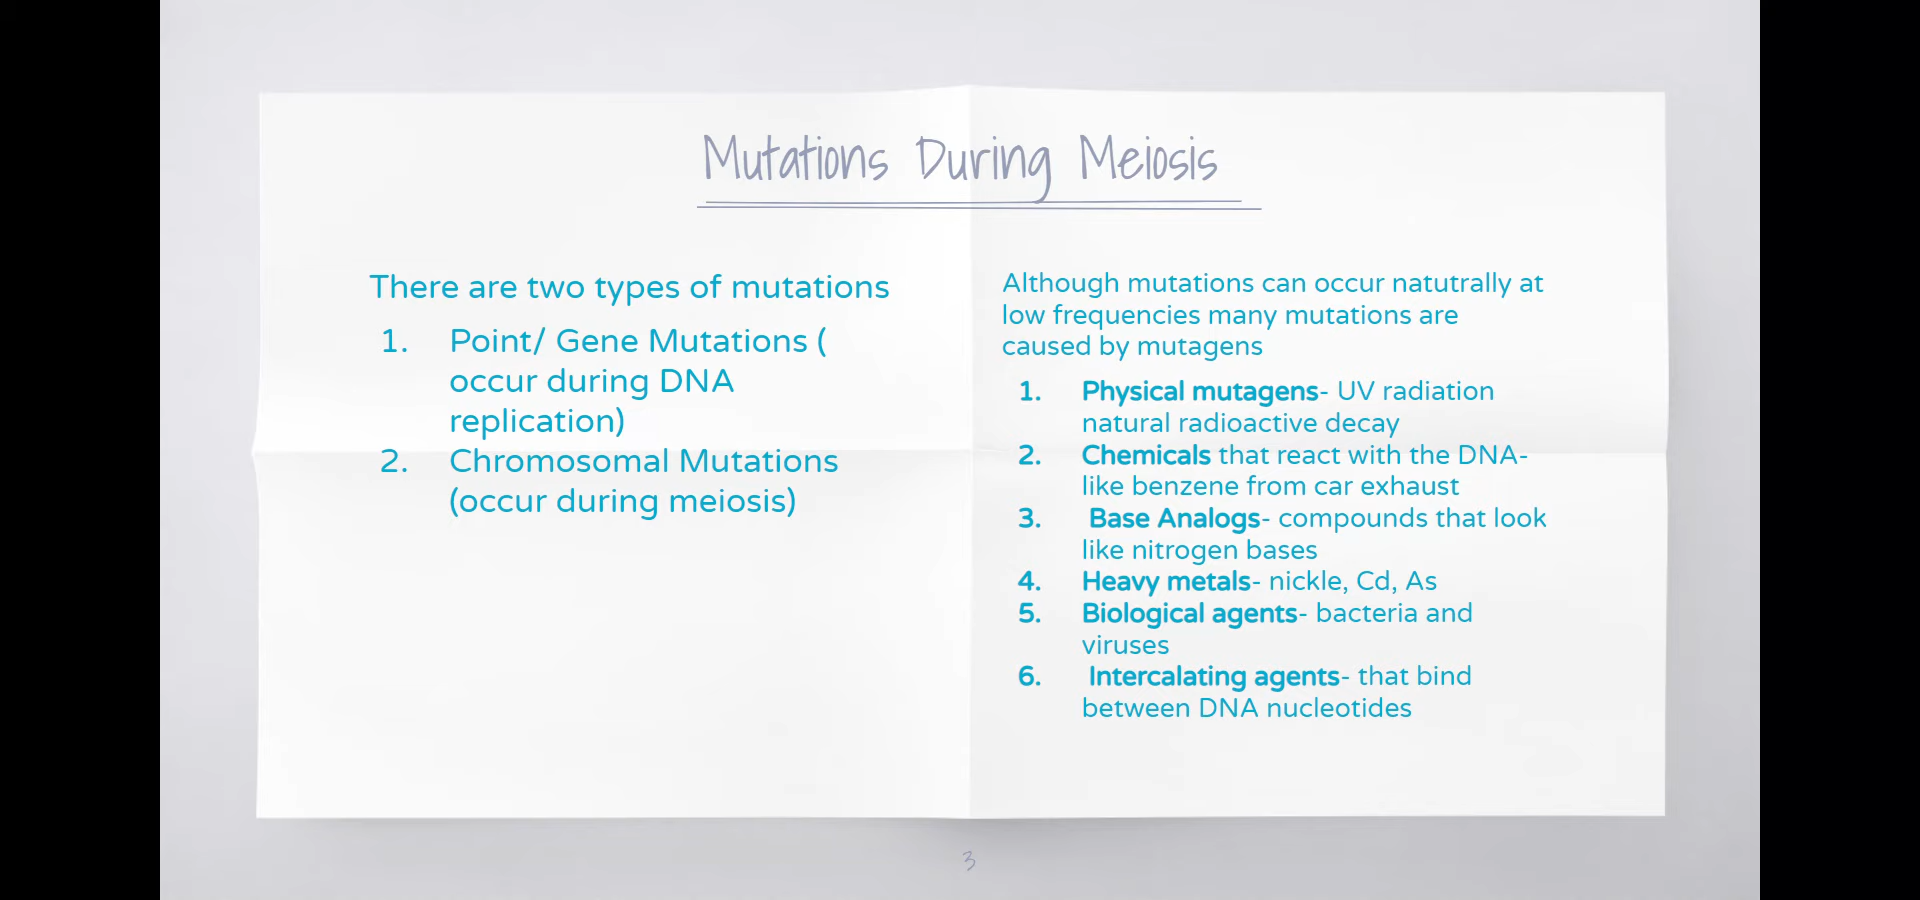 Mutations During Meiosis
There are two types of mutations
1. Point/ Gene Mutations (
occur during DNA
replication)
2. Chromosomal Mutations
(occur during meiosis)
Although mutations can occur natutrally at
low frequencies many mutations are
caused by mutagens
1. Physical mutagens- UV radiation
natural radioactive decay
2. Chemicals that react with the DNA-
like benzene from car exhaust
3. Base Analogs- compounds that look
like nitrogen bases
4. Heavy metals- nickle, Cd, As
5. Biological agents- bacteria and
viruses
6. Intercalating agents- that bind
between DNA nucleotides
3